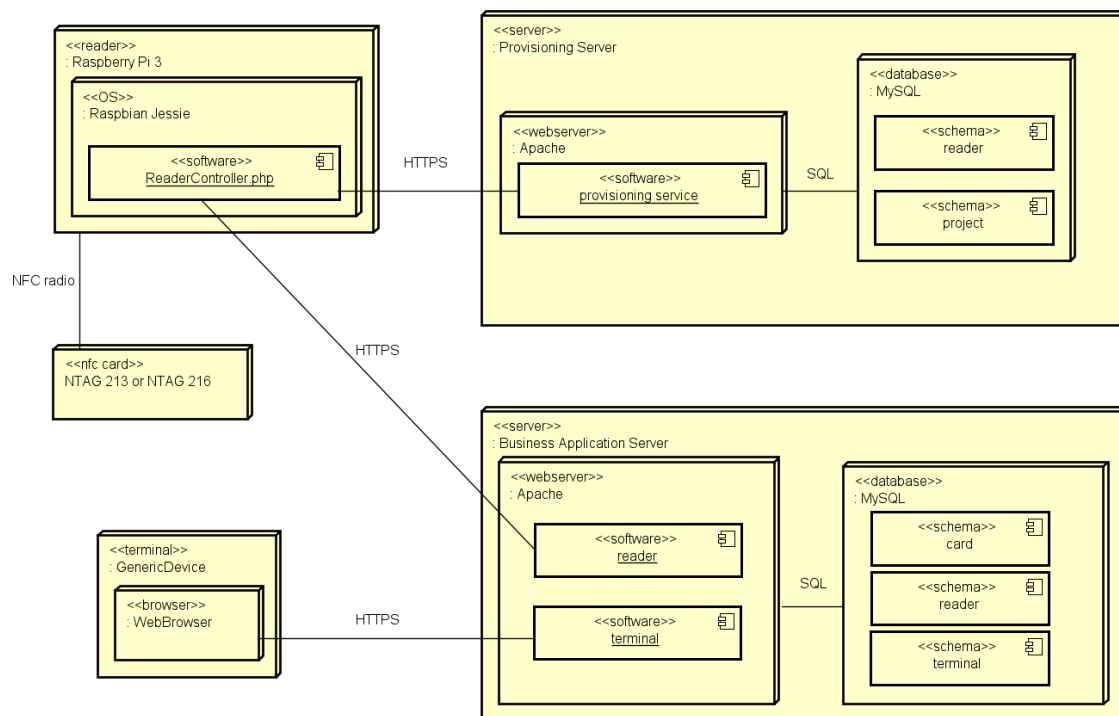 <<reader>>
: Raspberry Pi 3
<<OS>>
: Raspbian Jessie
<<software>>
ReaderController.php
HTTPS
<<server>>
: Provisioning Server
<<webserver>>
: Apache
<<software>>
provisioning service
SQL
<<database>>
: MySQL
<<schema>>
reader
<<schema>>
project
NFC radio
<<nfc card>>
NTAG 213 or NTAG 216
HTTPS
<<server>>
: Business Application Server
<<webserver>>
: Apache
<<software>>
reader
<<software>>
terminal
SQL
<<database>>
: MySQL
<<schema>>
card
<<schema>>
reader
<<schema>>
terminal
<<terminal>>
: GenericDevice
<<browser>>
: WebBrowser
HTTPS